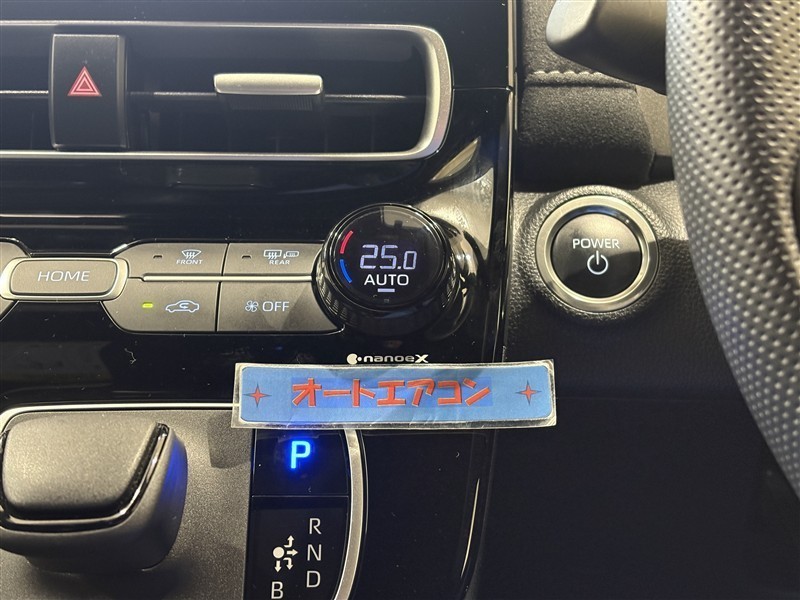 HOME
FRONT
REAR
OFF
25.0
AUTO
POWER
nanoeX
オートエアコン
P
R
N
D
B